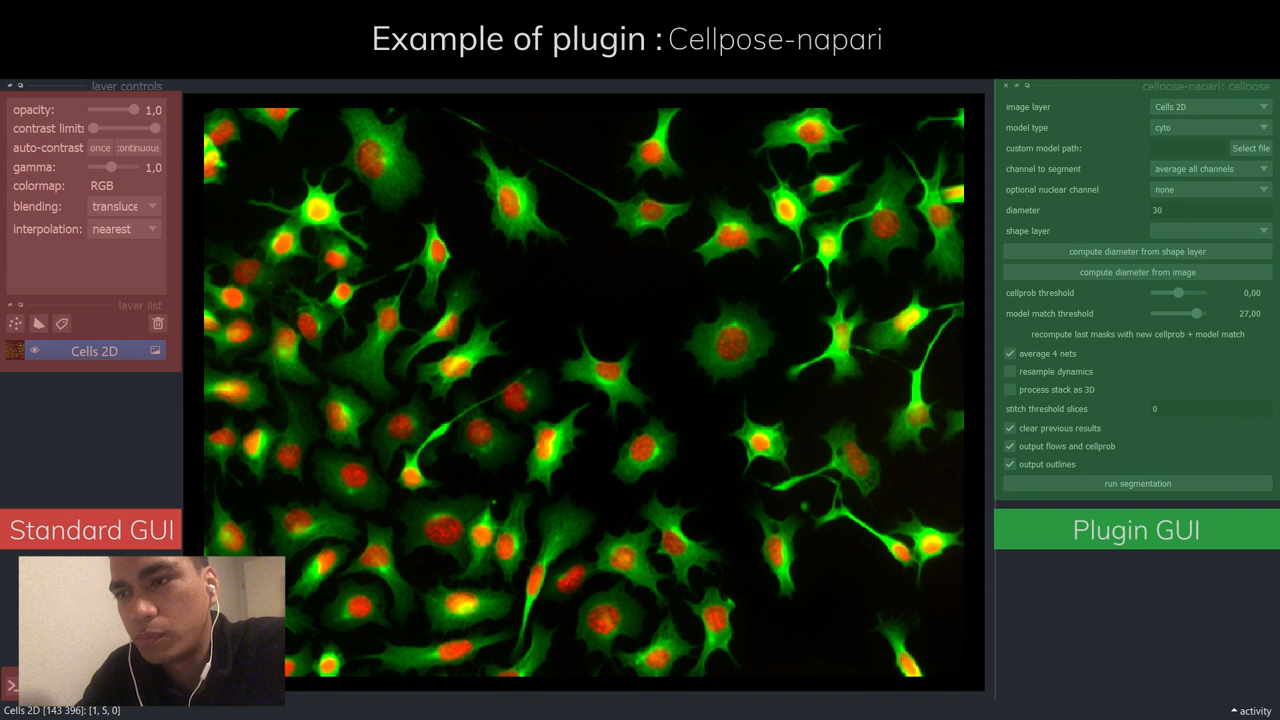 Example of plugin : Cellpose-napari
layer controls
opacity: 1,0
contrast limits
auto-contrast once continuous
gamma: 1,0
colormap: RGB
blending: transluce
interpolation: nearest
layer list
Cells 2D
Standard GUI
cellpose-napari: cellpose
image layer Cells 2D
model type cyto
custom model path: Select file
channel to segment average all channels
optional nuclear channel none
diameter 30
shape layer
compute diameter from shape layer
compute diameter from image
cellprob threshold 0,00
model match threshold 27,00
recompute last masks with new cellprob + model match
average 4 nets
resample dynamics
process stack as 3D
stitch threshold slices 0
clear previous results
output flows and cellprob
output outlines
run segmentation
Plugin GUI
Cells 2D [143 396]: [1, 5, 0]
activity